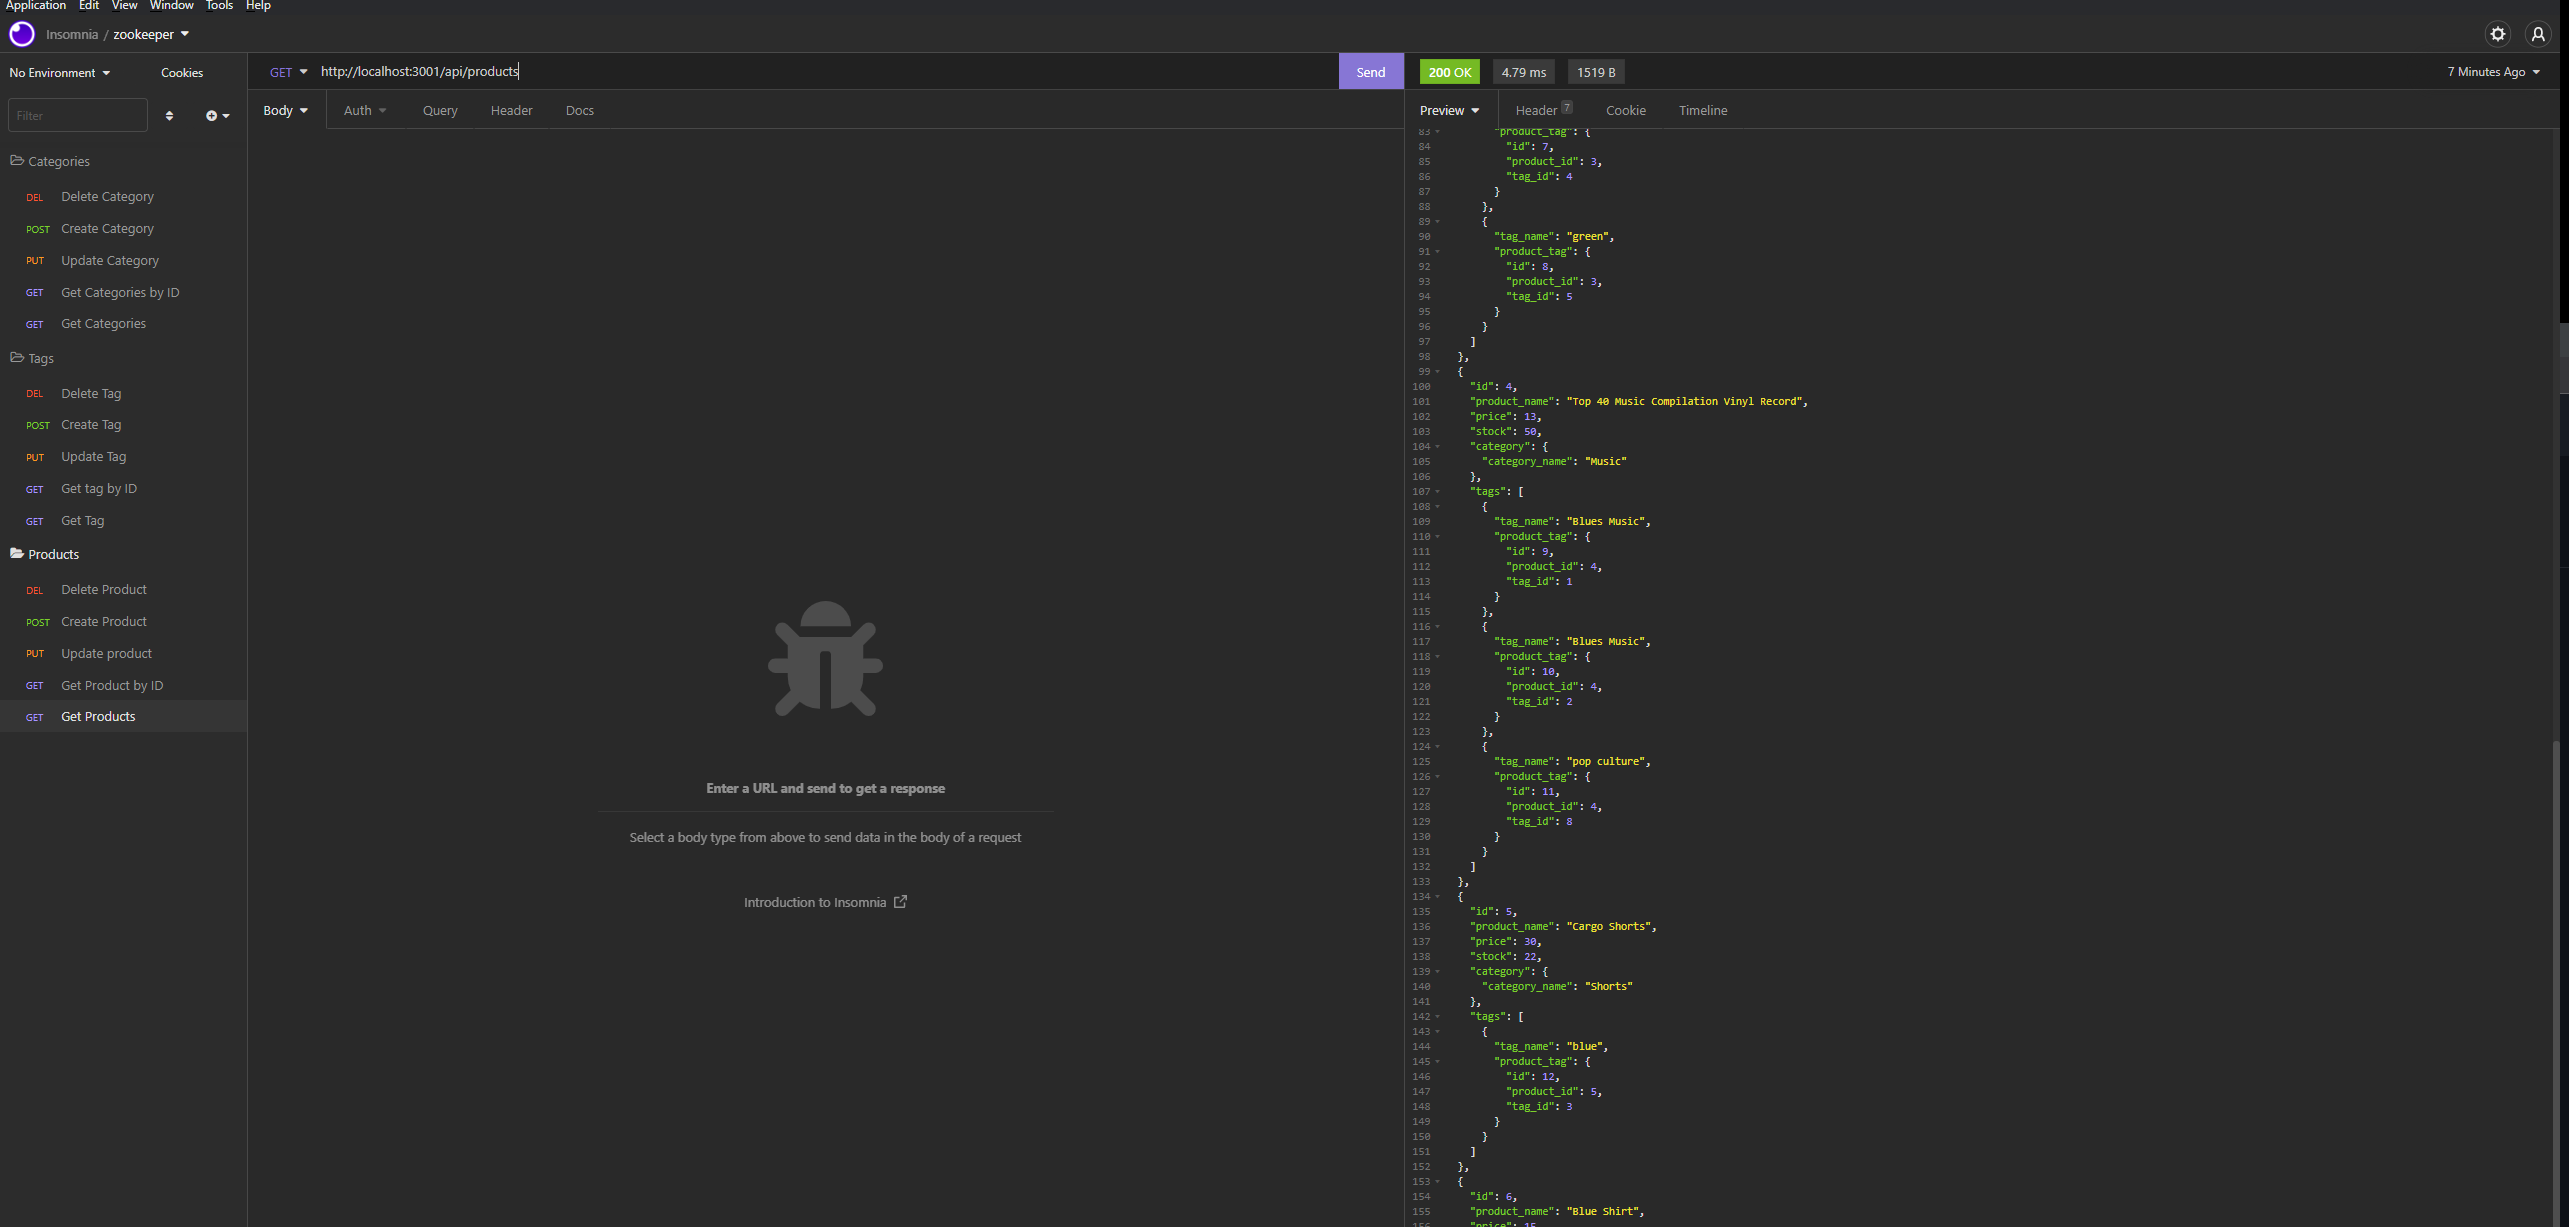 Application Edit View Window Tools Help
Insomnia / zookeeper
No Environment Cookies
GET http://localhost:3001/api/products Send
200 OK 4.79 ms 1519 B 7 Minutes Ago
Filter
Body Auth Query Header Docs
Preview Header 7 Cookie Timeline
Categories
DEL Delete Category
POST Create Category
PUT Update Category
GET Get Categories by ID
GET Get Categories
Tags
DEL Delete Tag
POST Create Tag
PUT Update Tag
GET Get tag by ID
GET Get Tag
Products
DEL Delete Product
POST Create Product
PUT Update product
GET Get Product by ID
GET Get Products
Enter a URL and send to get a response
Select a body type from above to send data in the body of a request
Introduction to Insomnia
83 "product_tag": {
84 "id": 7,
85 "product_id": 3,
86 "tag_id": 4
87 }
88 },
89 {
90 "tag_name": "green",
91 "product_tag": {
92 "id": 8,
93 "product_id": 3,
94 "tag_id": 5
95 }
96 }
97 ]
98 },
99 {
100 "id": 4,
101 "product_name": "Top 40 Music Compilation Vinyl Record",
102 "price": 13,
103 "stock": 50,
104 "category": {
105 "category_name": "Music"
106 },
107 "tags": [
108 {
109 "tag_name": "Blues Music",
110 "product_tag": {
111 "id": 9,
112 "product_id": 4,
113 "tag_id": 1
114 }
115 },
116 {
117 "tag_name": "Blues Music",
118 "product_tag": {
119 "id": 10,
120 "product_id": 4,
121 "tag_id": 2
122 }
123 },
124 {
125 "tag_name": "pop culture",
126 "product_tag": {
127 "id": 11,
128 "product_id": 4,
129 "tag_id": 8
130 }
131 }
132 ]
133 },
134 {
135 "id": 5,
136 "product_name": "Cargo Shorts",
137 "price": 30,
138 "stock": 22,
139 "category": {
140 "category_name": "Shorts"
141 },
142 "tags": [
143 {
144 "tag_name": "blue",
145 "product_tag": {
146 "id": 12,
147 "product_id": 5,
148 "tag_id": 3
149 }
150 }
151 ]
152 },
153 {
154 "id": 6,
155 "product_name": "Blue Shirt",
156 "price": 15,